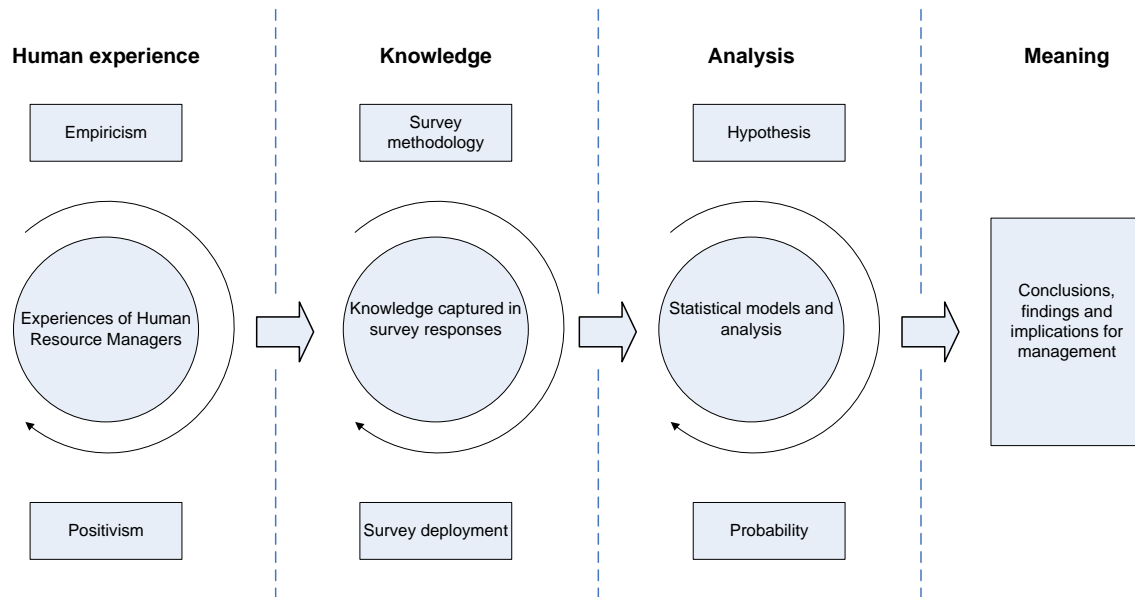 Human experience
Knowledge
Analysis
Meaning
Empiricism
Survey
methodology
Hypothesis
Experiences of Human
Resource Managers
Knowledge captured in
survey responses
Statistical models and
analysis
Conclusions,
findings and
implications for
management
Positivism
Survey deployment
Probability